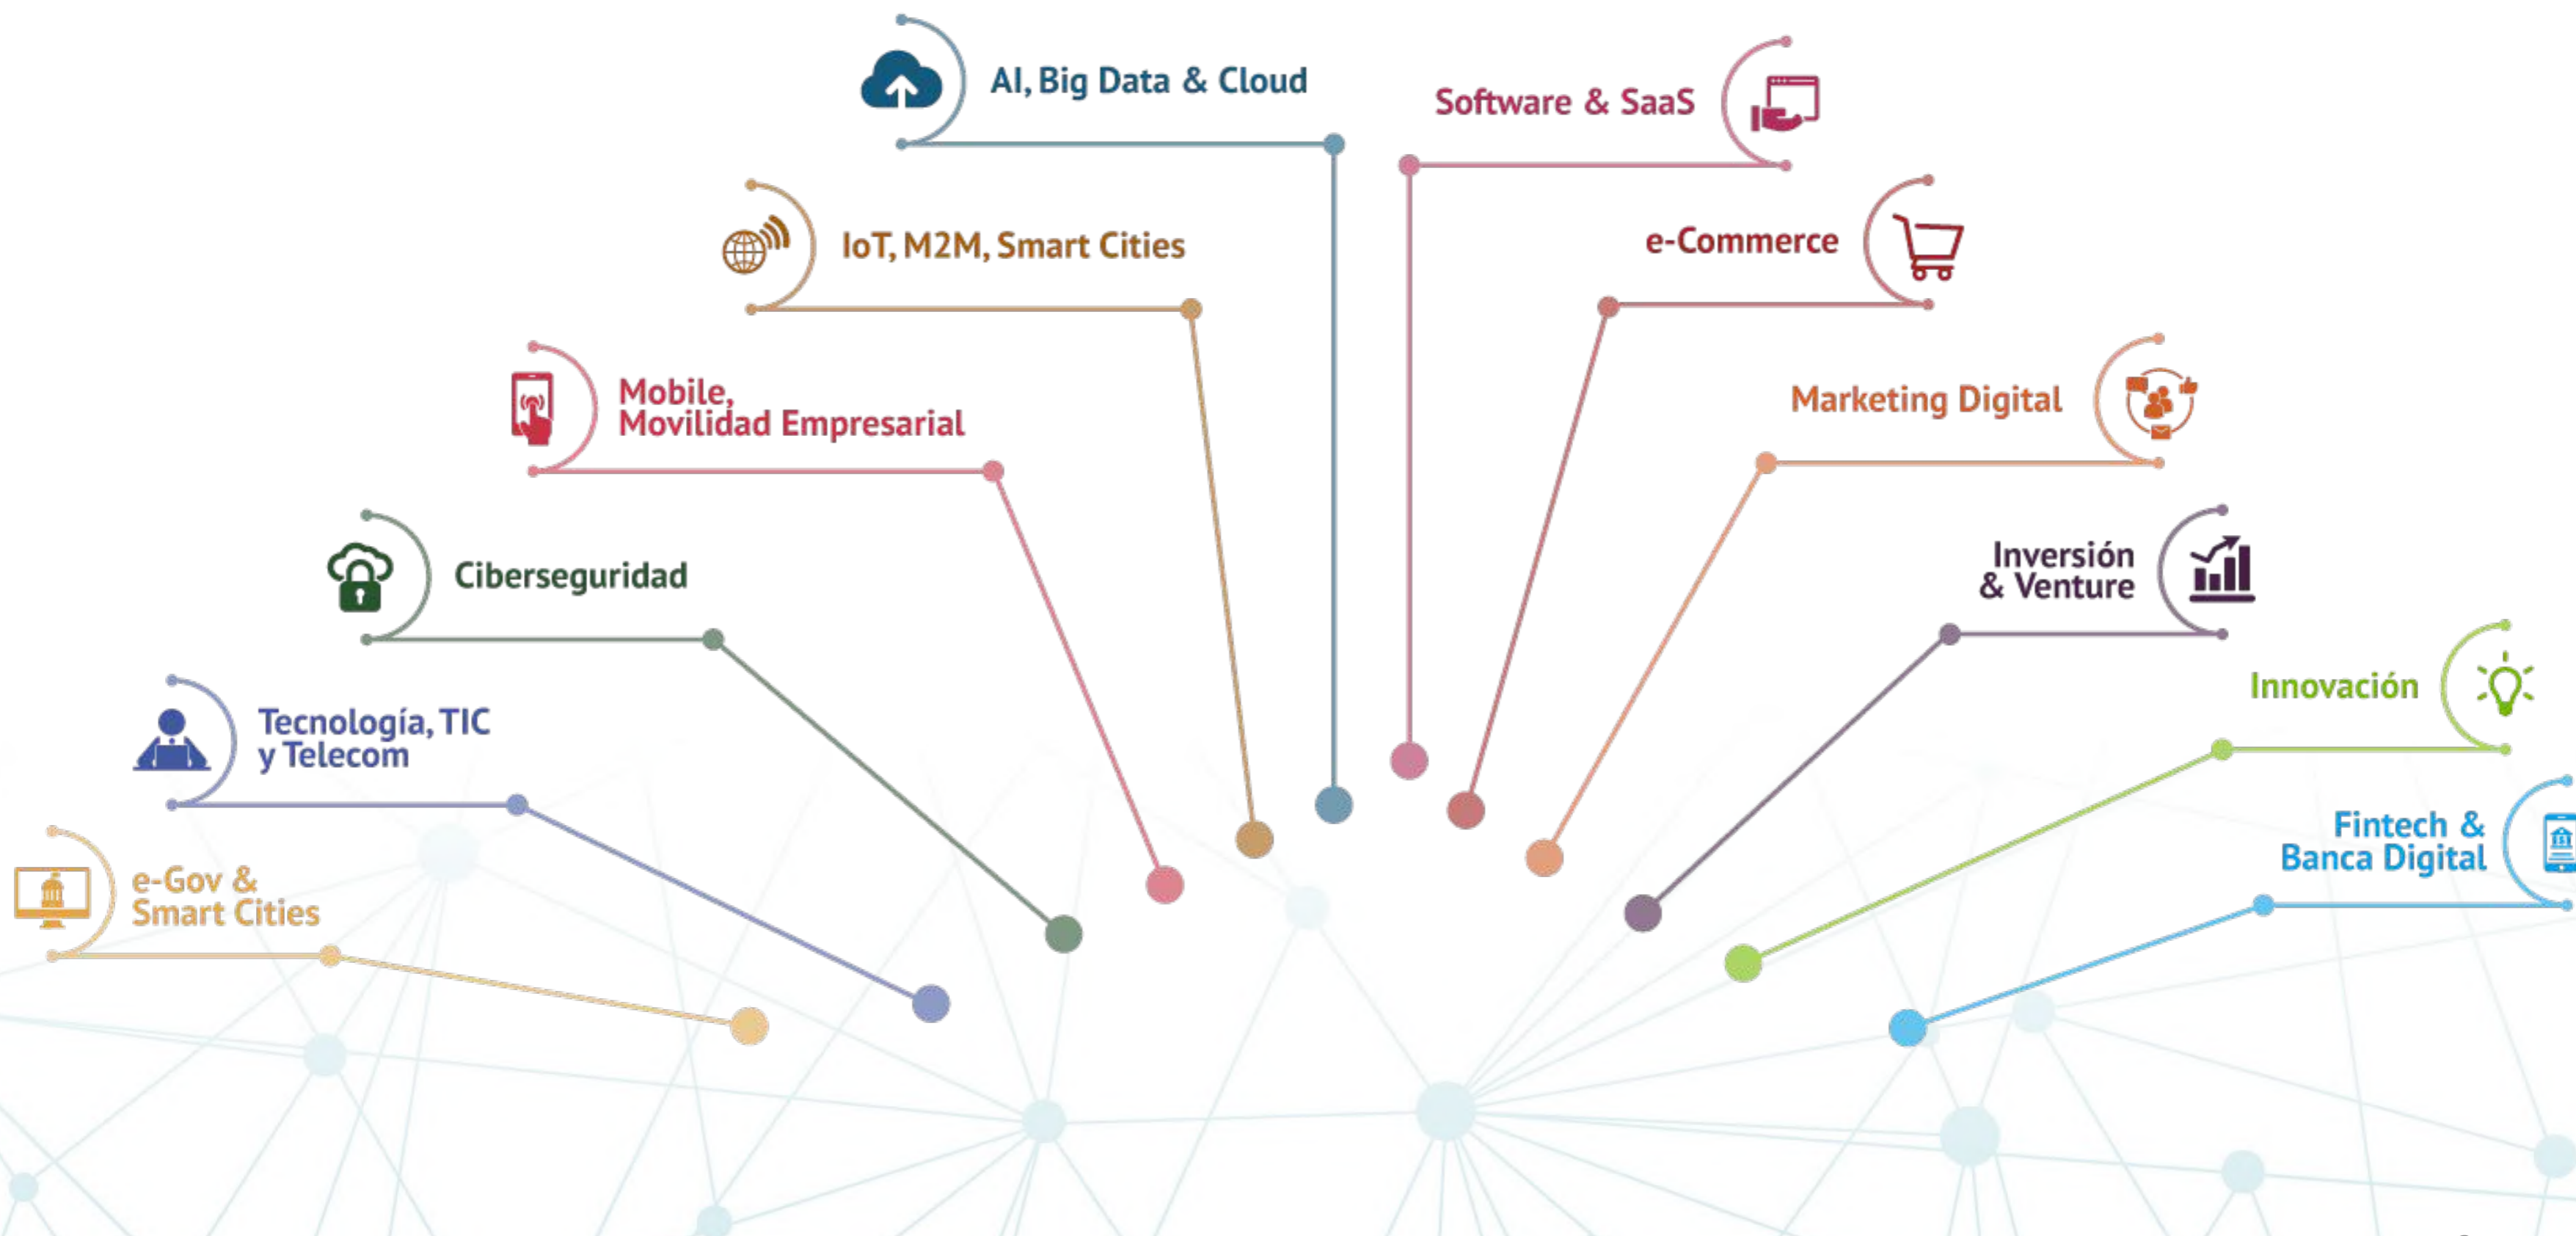 AI, Big Data & Cloud
Software & SaaS
IoT, M2M, Smart Cities
e-Commerce
Mobile,
Movilidad Empresarial
Marketing Digital
Ciberseguridad
Inversión
& Venture
Tecnología, TIC
y Telecom
Innovación
e-Gov &
Smart Cities
Fintech &
Banca Digital